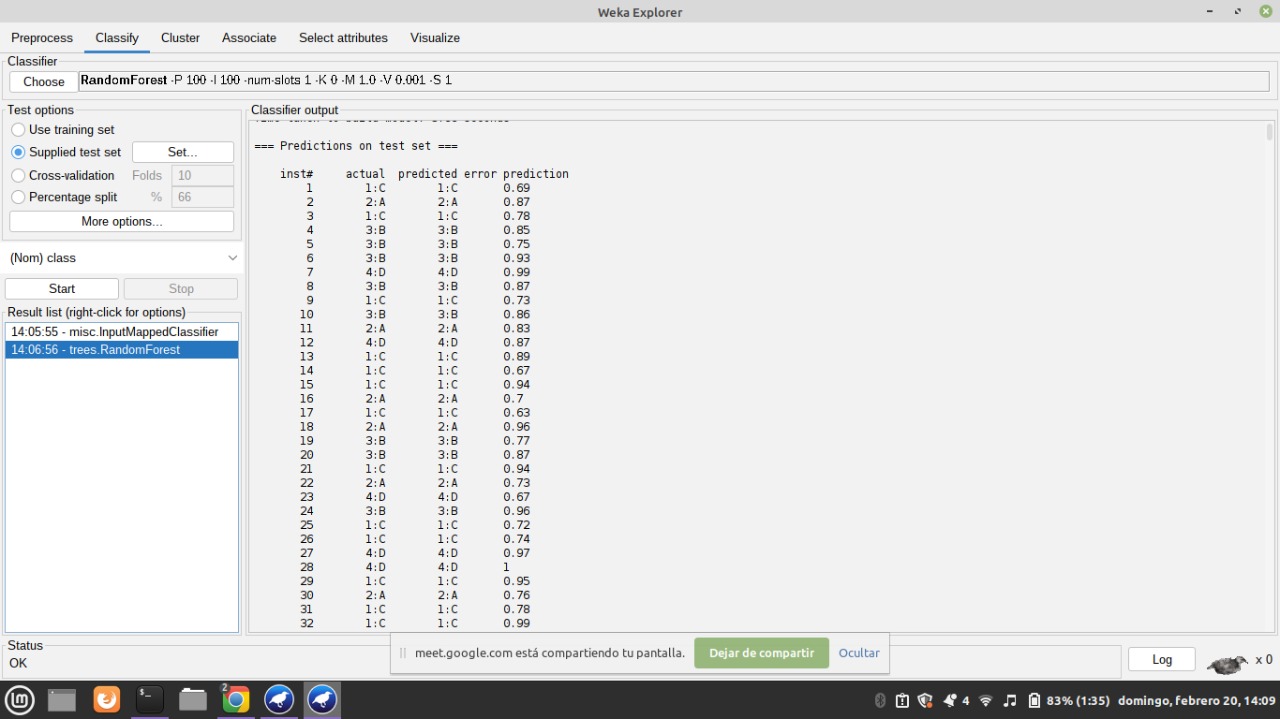 Weka Explorer
Preprocess Classify Cluster Associate Select attributes Visualize
Classifier
Choose RandomForest -P 100 -I 100 -num-slots 1 -K 0 -M 1.0 -V 0.001 -S 1
Test options
Use training set
Supplied test set Set...
Cross-validation Folds 10
Percentage split % 66
More options...
(Nom) class
Start Stop
Result list (right-click for options)
14:05:55 - misc.InputMappedClassifier
14:06:56 - trees.RandomForest
Classifier output
=== Predictions on test set ===
inst# actual predicted error prediction
1 1:C 1:C 0.69
2 2:A 2:A 0.87
3 1:C 1:C 0.78
4 3:B 3:B 0.85
5 3:B 3:B 0.75
6 3:B 3:B 0.93
7 4:D 4:D 0.99
8 3:B 3:B 0.87
9 1:C 1:C 0.73
10 3:B 3:B 0.86
11 2:A 2:A 0.83
12 4:D 4:D 0.87
13 1:C 1:C 0.89
14 1:C 1:C 0.67
15 1:C 1:C 0.94
16 2:A 2:A 0.7
17 1:C 1:C 0.63
18 2:A 2:A 0.96
19 3:B 3:B 0.77
20 3:B 3:B 0.87
21 1:C 1:C 0.94
22 2:A 2:A 0.73
23 4:D 4:D 0.67
24 3:B 3:B 0.96
25 1:C 1:C 0.72
26 1:C 1:C 0.74
27 4:D 4:D 0.97
28 4:D 4:D 1
29 1:C 1:C 0.95
30 2:A 2:A 0.76
31 1:C 1:C 0.78
32 1:C 1:C 0.99
Status
OK
meet.google.com está compartiendo tu pantalla. Dejar de compartir Ocultar
Log x 0
2
4 83% (1:35) domingo, febrero 20, 14:09